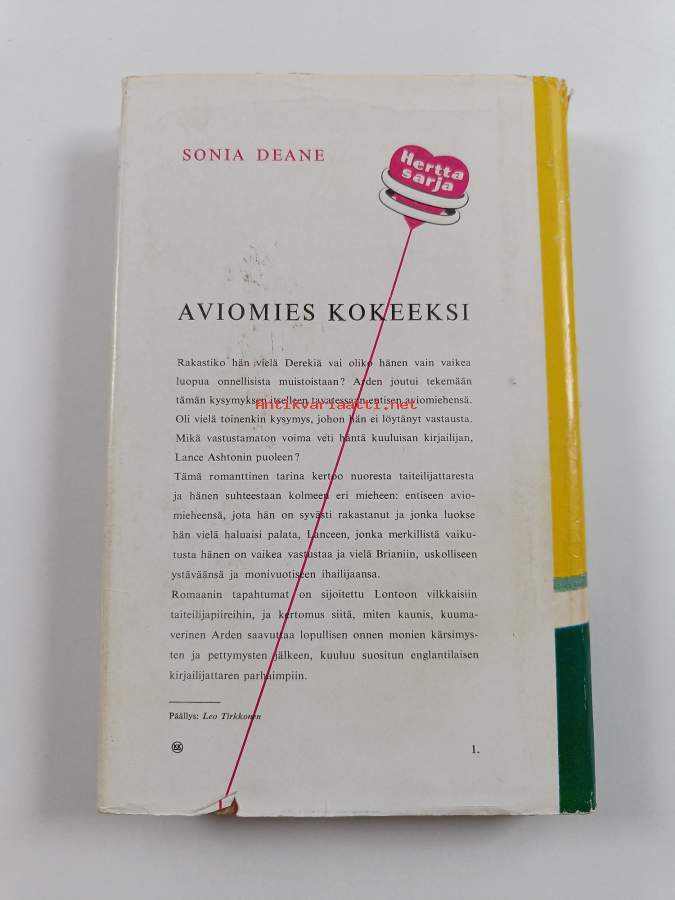 SONIA DEANE
Hertta
sarja
AVIOMIES KOKEEKSI
Rakastiko hän vielä Derekiä vai oliko hänen vain vaikea
luopua onnellisista muistoistaan? Arden joutui tekemään
tämän kysymyksen itselleen tavatessaan entisen aviomiehensä.
Antikvariaatti.net
Oli vielä toinenkin kysymys, johon hän ei löytänyt vastausta.
Mikä vastustamaton voima veti häntä kuuluisan kirjailijan,
Lance Ashtonin puoleen?
Tämä romanttinen tarina kertoo nuoresta taiteilijattaresta
ja hänen suhteestaan kolmeen eri mieheen: entiseen avio-
mieheensä, jota hän on syvästi rakastanut ja jonka luokse
hän vielä haluaisi palata, Lanceen, jonka merkillistä vaiku-
tusta hänen on vaikea vastustaa ja vielä Brianiin, uskolliseen
ystäväänsä ja monivuotiseen ihailijaansa.
Romaanin tapahtumat on sijoitettu Lontoon vilkkaisiin
taiteilijapiireihin, ja kertomus siitä, miten kaunis, kuuma-
verinen Arden saavuttaa lopullisen onnen monien kärsimys-
ten ja pettymysten jälkeen, kuuluu suositun englantilaisen
kirjailijattaren parhaimpiin.
Päällys: Leo Tirkkonen
KK
1.